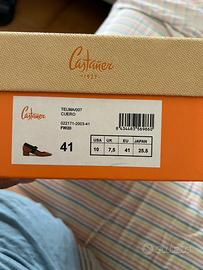 Castañer
·1927·
Castañer
TELMA/007
CUERO
022171-2003-41
FW20
8434483569860
41
USA UK EU JAPAN
10 7,5 41 25.5